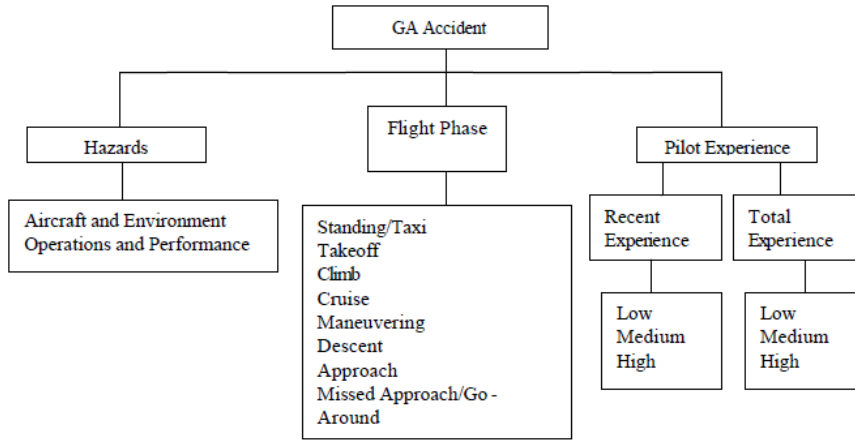 GA Accident
Hazards
Flight Phase
Pilot Experience
Aircraft and Environment
Operations and Performance
Standing/Taxi
Takeoff
Climb
Cruise
Maneuvering
Descent
Approach
Missed Approach/Go -
Around
Recent
Experience
Total
Experience
Low
Medium
High
Low
Medium
High